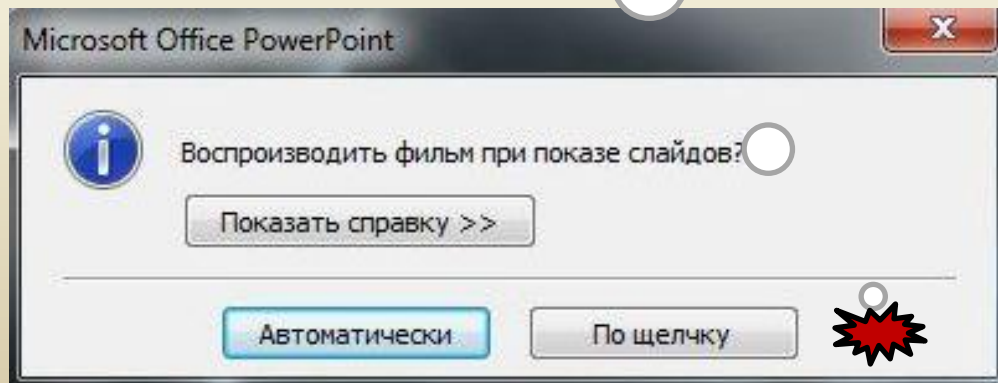 Microsoft Office PowerPoint
Воспроизводить фильм при показе слайдов?
Показать справку >>
Автоматически
По щелчку